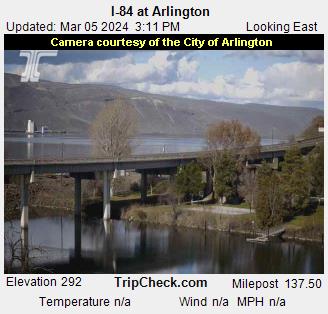 I-84 at Arlington
Updated: Mar 05 2024 3:11 PM Looking East
Camera courtesy of the City of Arlington
Elevation 292 TripCheck.com Milepost 137.50
Temperature n/a Wind n/a MPH n/a